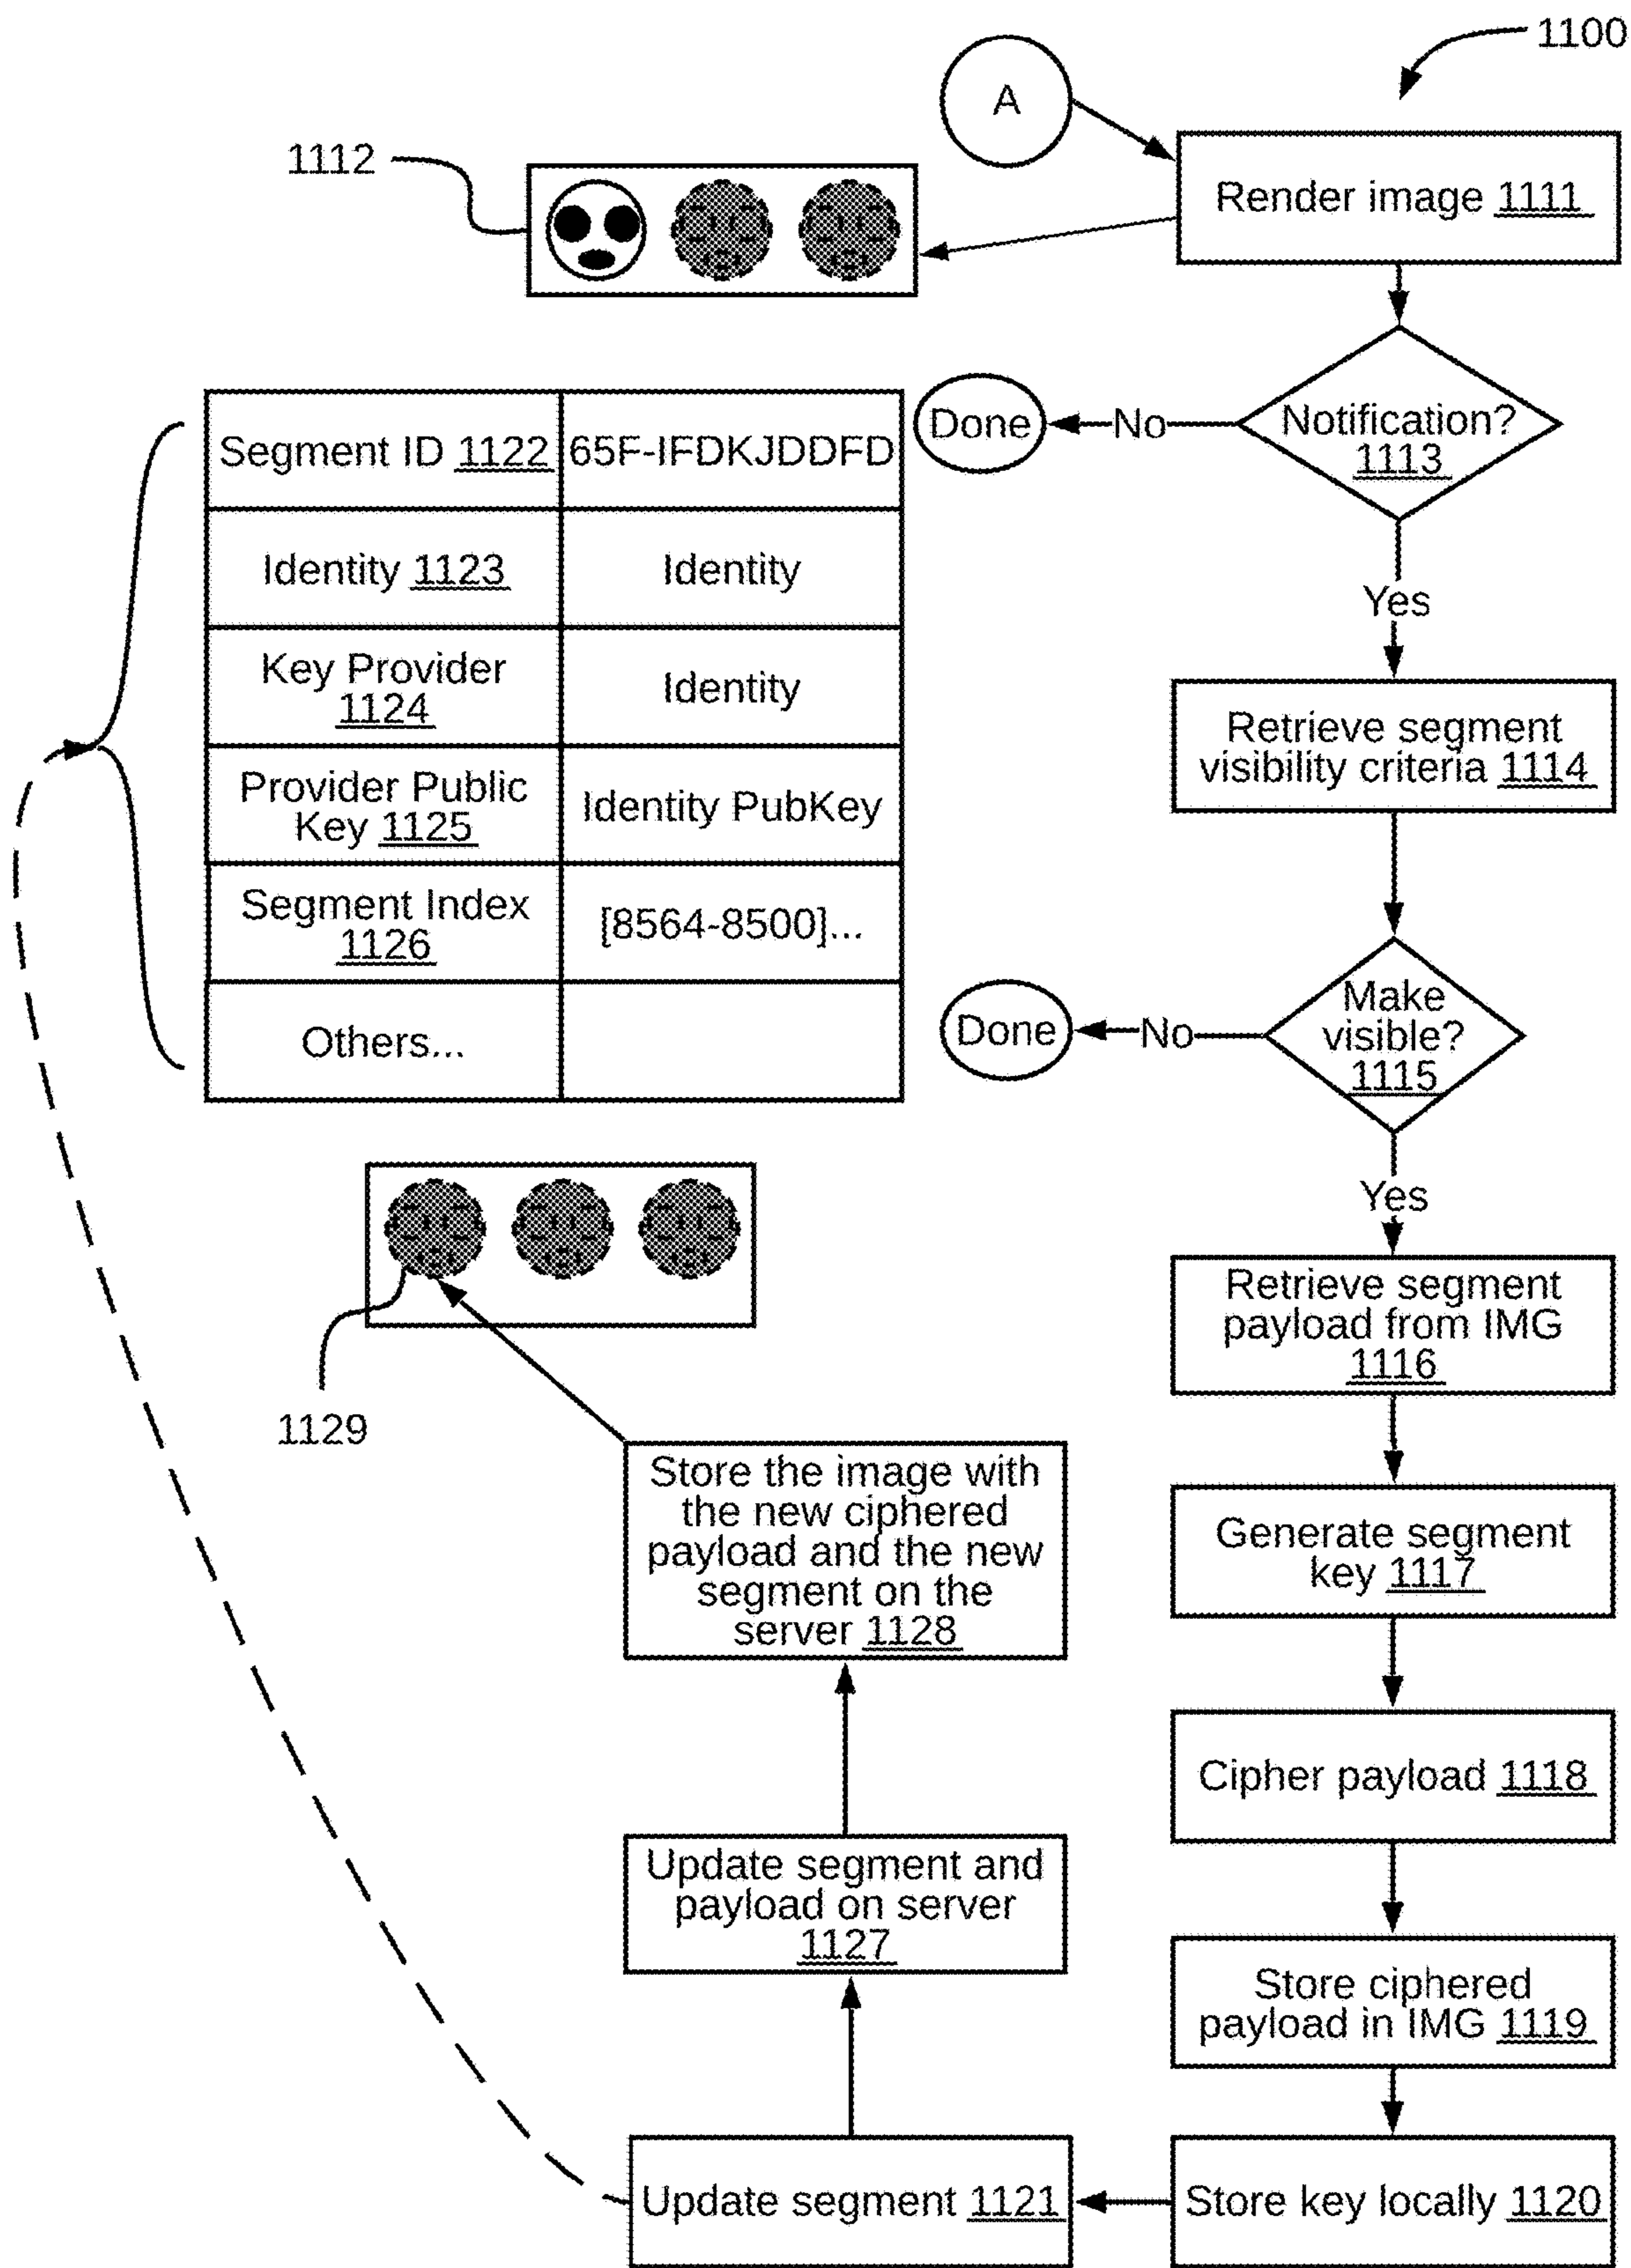 1100
A
1112
Render image 1111
Notification?
1113
No
Done
Yes
Segment ID 1122
65F-IFDKJDDFD
Identity 1123
Identity
Key Provider
1124
Identity
Provider Public
Key 1125
Identity PubKey
Segment Index
1126
[8564-8500]...
Others...
Retrieve segment
visibility criteria 1114
Make
visible?
1115
No
Done
Yes
Retrieve segment
payload from IMG
1116
1129
Generate segment
key 1117
Cipher payload 1118
Store ciphered
payload in IMG 1119
Store key locally 1120
Update segment 1121
Update segment and
payload on server
1127
Store the image with
the new ciphered
payload and the new
segment on the
server 1128